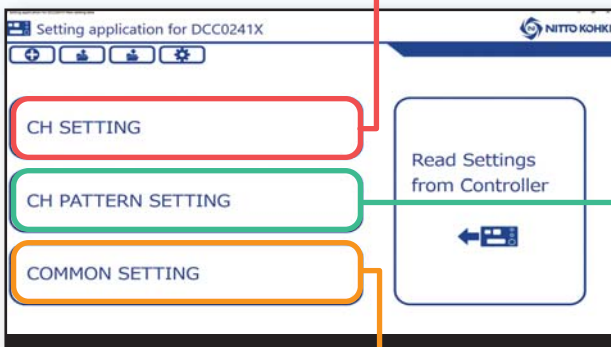 Setting application for DCC0241X
NITTO KOHKI
CH SETTING
CH PATTERN SETTING
COMMON SETTING
Read Settings
from Controller